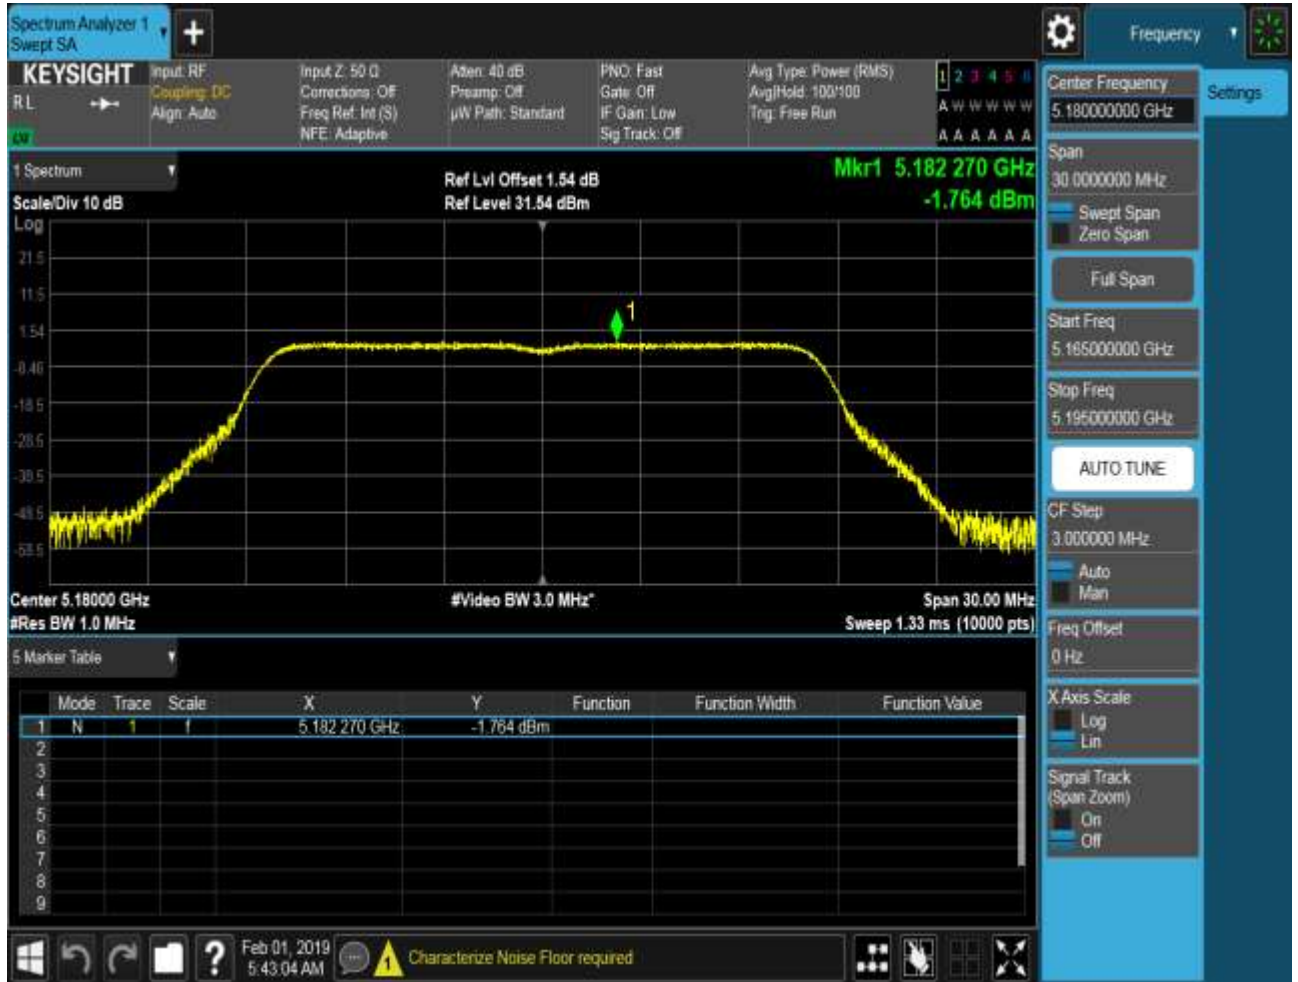 Spectrum Analyzer 1
Swept SA
+
Frequency
KEYSIGHT
RL
Input: RF
Coupling: DC
Align: Auto
Input Z: 50 Ω
Corrections: Off
Freq Ref: Int (S)
NFE: Adaptive
Atten: 40 dB
Preamp: Off
µW Path: Standard
PNO: Fast
Gate: Off
IF Gain: Low
Sig Track: Off
Avg Type: Power (RMS)
Avg|Hold: 100/100
Trig: Free Run
1 2 3 4 5 6
A W W W W W
A A A A A A
1 Spectrum
Scale/Div 10 dB
Ref Lvl Offset 1.54 dB
Ref Level 31.54 dBm
Mkr1 5.182 270 GHz
-1.764 dBm
Log
21.5
11.5
1.54
-8.46
-18.5
-28.5
-38.5
-48.5
-58.5
1
Center 5.18000 GHz
#Res BW 1.0 MHz
#Video BW 3.0 MHz*
Span 30.00 MHz
Sweep 1.33 ms (10000 pts)
5 Marker Table
Mode Trace Scale X Y Function Function Width Function Value
1 N 1 f 5.182 270 GHz -1.764 dBm
2
3
4
5
6
7
8
9
Feb 01, 2019
5:43:04 AM
?
1
Characterize Noise Floor required
Center Frequency
5.180000000 GHz
Settings
Span
30.0000000 MHz
Swept Span
Zero Span
Full Span
Start Freq
5.165000000 GHz
Stop Freq
5.195000000 GHz
AUTO TUNE
CF Step
3.000000 MHz
Auto
Man
Freq Offset
0 Hz
X Axis Scale
Log
Lin
Signal Track
(Span Zoom)
On
Off